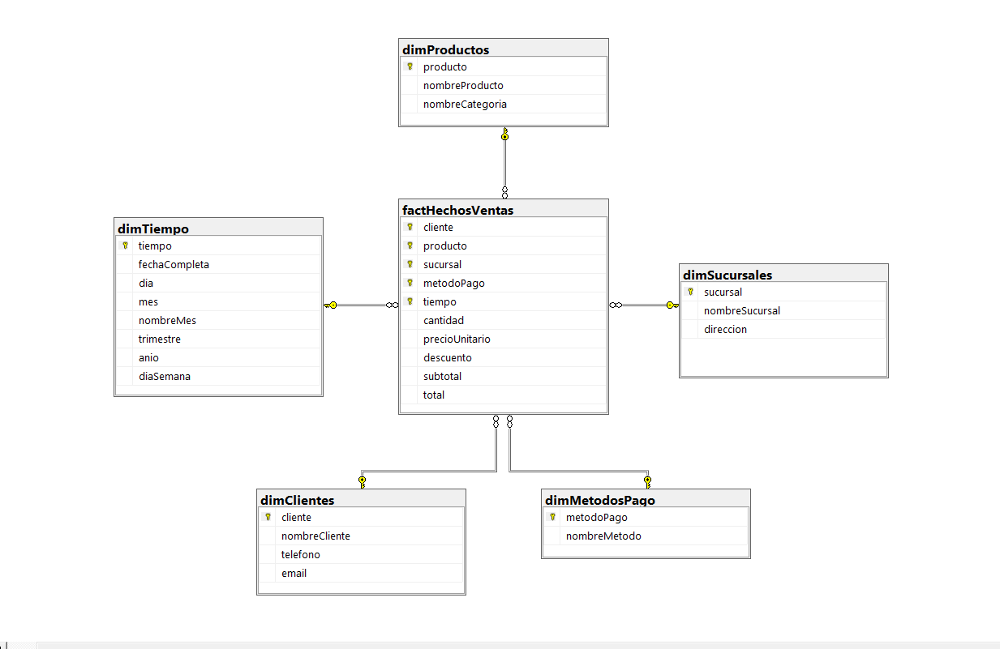 dimProductos
producto
nombreProducto
nombreCategoria
dimTiempo
tiempo
fechaCompleta
dia
mes
nombreMes
trimestre
anio
diaSemana
factHechosVentas
cliente
producto
sucursal
metodoPago
tiempo
cantidad
precioUnitario
descuento
subtotal
total
dimSucursales
sucursal
nombreSucursal
direccion
dimClientes
cliente
nombreCliente
telefono
email
dimMetodosPago
metodoPago
nombreMetodo